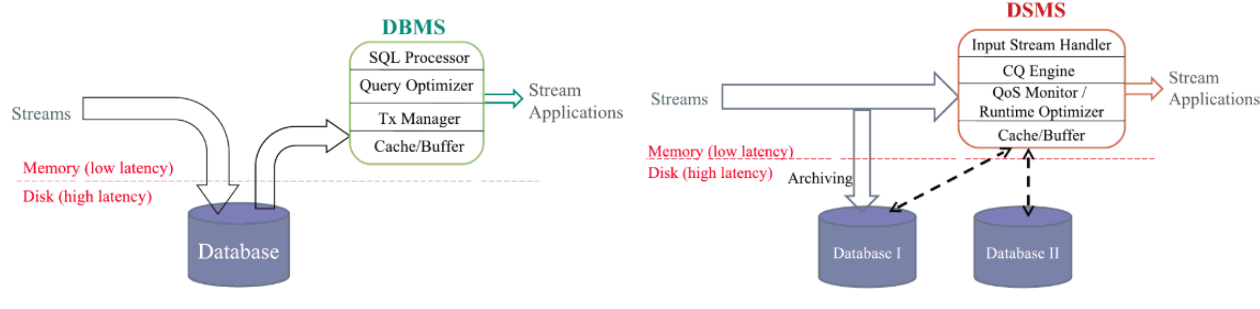 DBMS
SQL Processor
Query Optimizer
Tx Manager
Cache/Buffer
Streams
Stream
Applications
Memory (low latency)
Disk (high latency)
Database
DSMS
Input Stream Handler
CQ Engine
QoS Monitor /
Runtime Optimizer
Cache/Buffer
Streams
Stream
Applications
Memory (low latency)
Disk (high latency)
Archiving
Database I
Database II